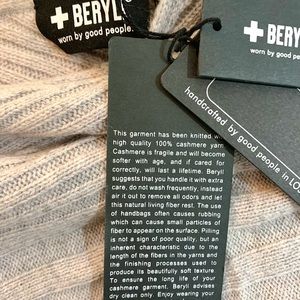 + BERYLL
worn by good people.
+ BERYL
worn by good peo
handcrafted by good people in LO
This garment has been knitted w
high quality 100% cashmere yarn
Cashmere is fragile and will become
softer with age, and if cared for
correctly, will last a lifetime. Beryll
suggests that you handle it with extra
care, do not wash frequently, instead
air it out to remove all odors and let
this natural living fiber rest. The use
of handbags often causes rubbing
which can cause small particles of
fiber to appear on the surface. Pilling
is not a sign of poor quality, but an
inherent characteristic due to the
length of the fibers in the yarns and
the finishing processes used to
produce its beautifully soft texture
To ensure the long life of your
cashmere garment. Beryll advises
dry clean only. Enjoy wearing your